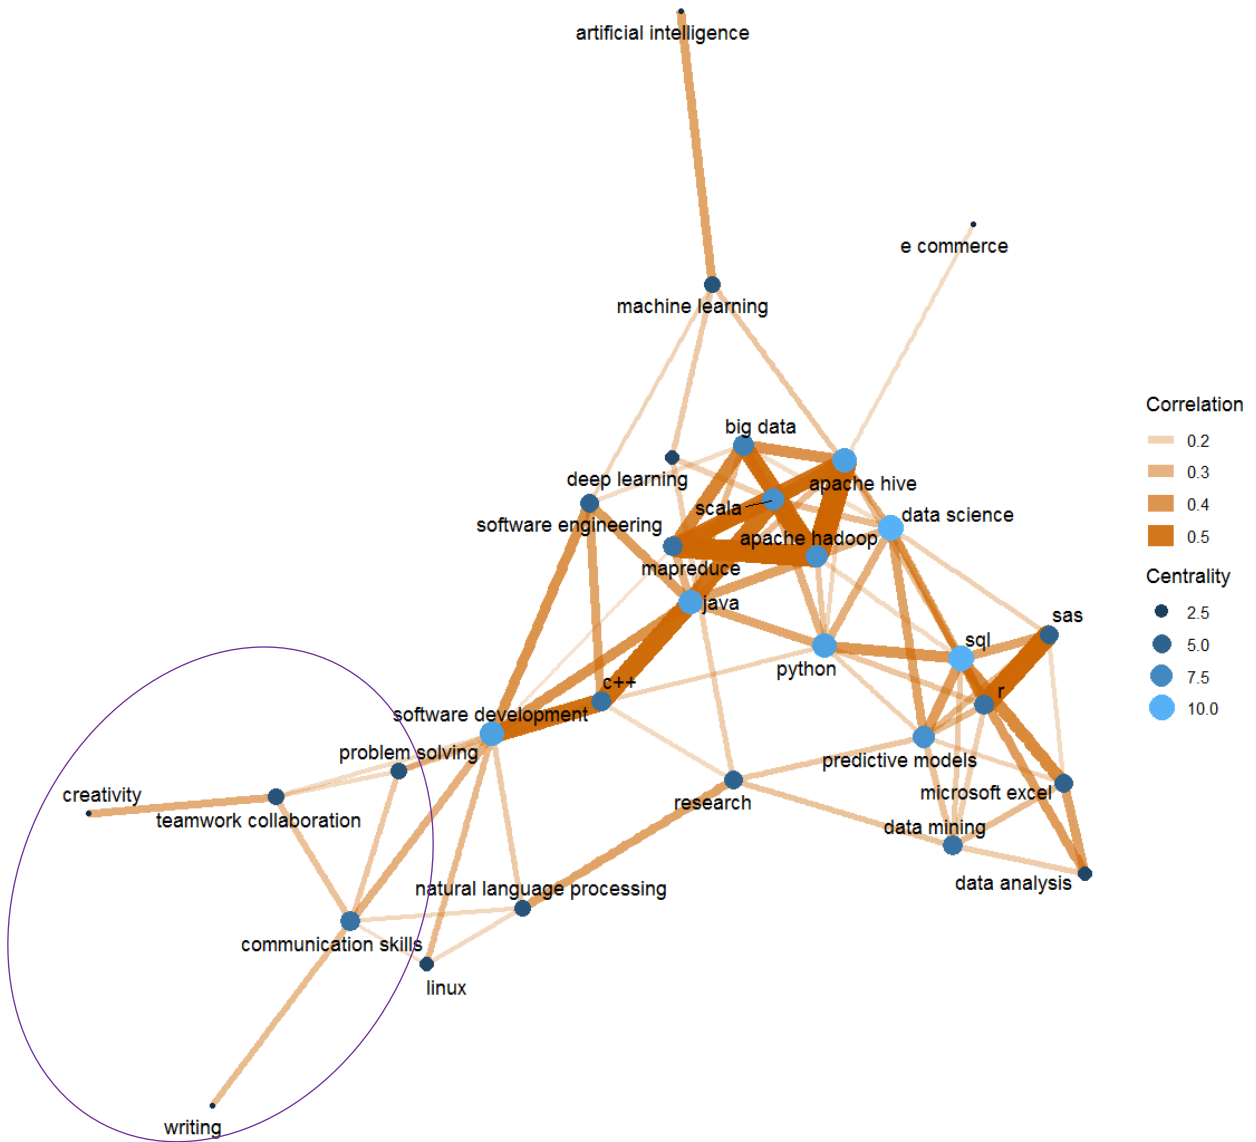 artificial intelligence
e commerce
machine learning
big data
deep learning
apache hive
scala
data science
software engineering
apache hadoop
mapreduce
java
sas
sql
python
c++
r
software development
problem solving
predictive models
creativity
research
microsoft excel
teamwork collaboration
data mining
data analysis
natural language processing
communication skills
linux
writing
Correlation
0.2
0.3
0.4
0.5
Centrality
2.5
5.0
7.5
10.0